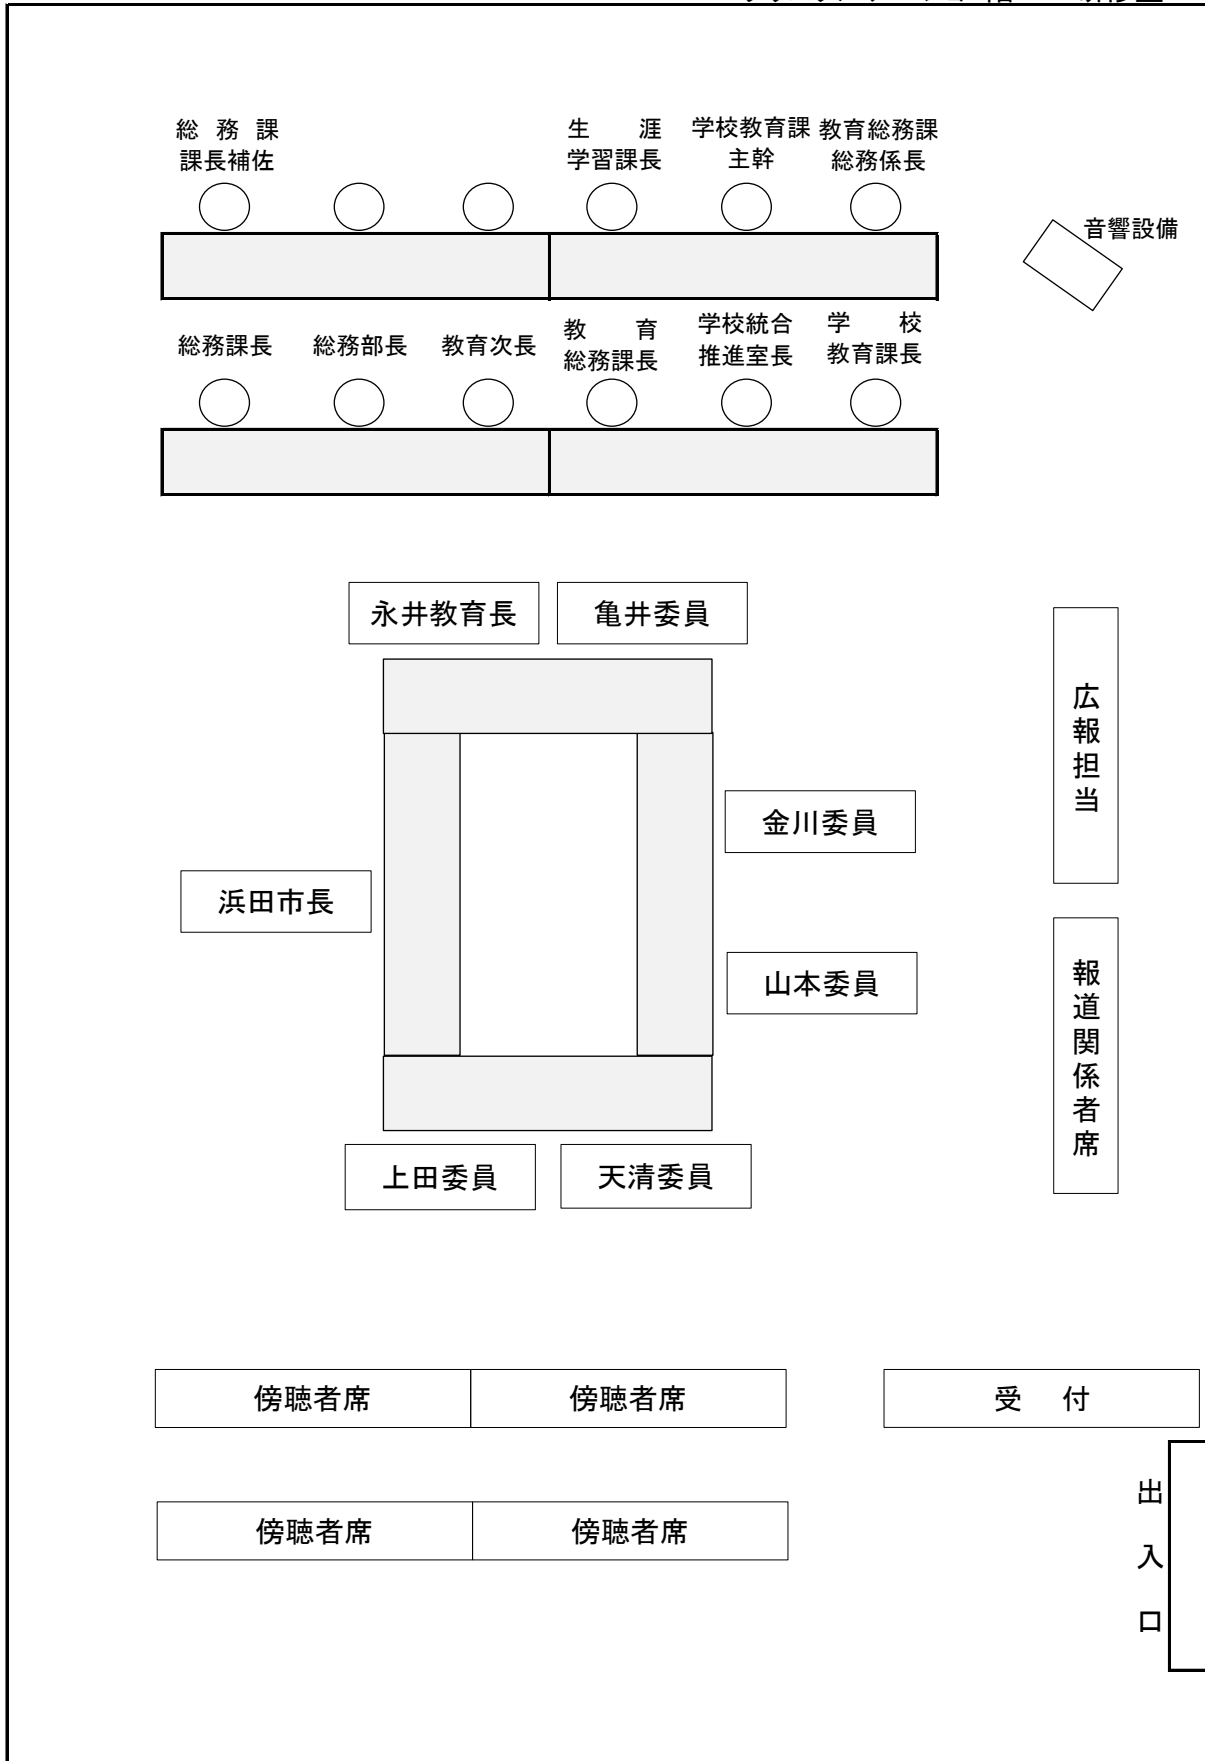 総 務 課
課長補佐
生 涯
学習課長
学校教育課
主幹
教育総務課
総務係長
音響設備
総務課長
総務部長
教育次長
教 育
総務課長
学校統合
推進室長
学 校
教育課長
永井教育長
亀井委員
広報担当
金川委員
浜田市長
山本委員
報道関係者席
上田委員
天清委員
傍聴者席
傍聴者席
受 付
出入口
傍聴者席
傍聴者席